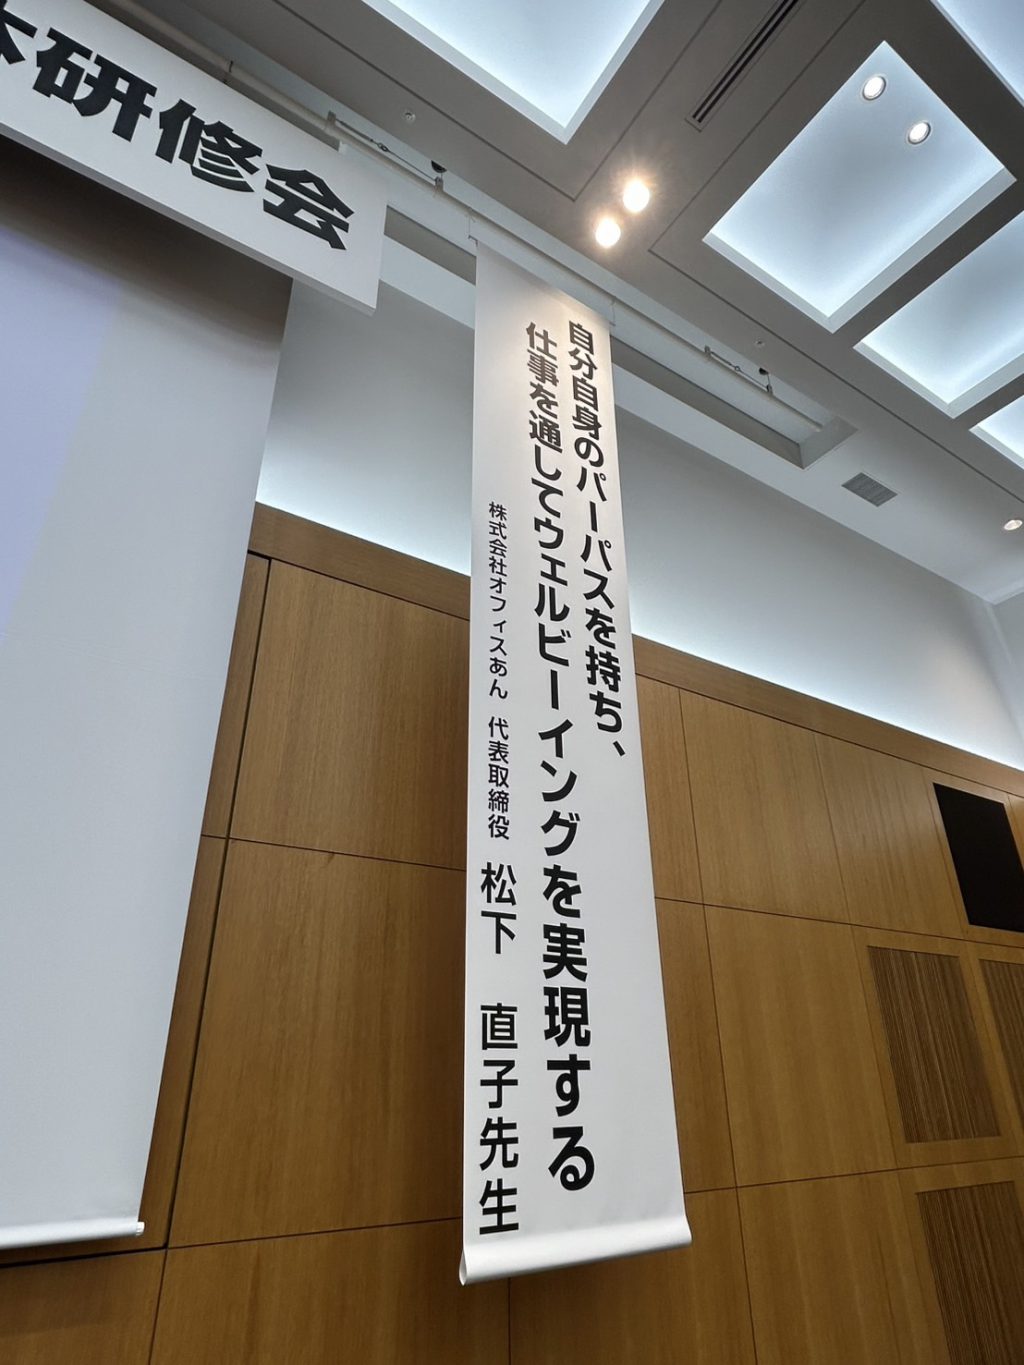 研修会
自分自身のパーパスを持ち、
仕事を通してウェルビーイングを実現する
株式会社オフィスあん 代表取締役 松下 直子先生